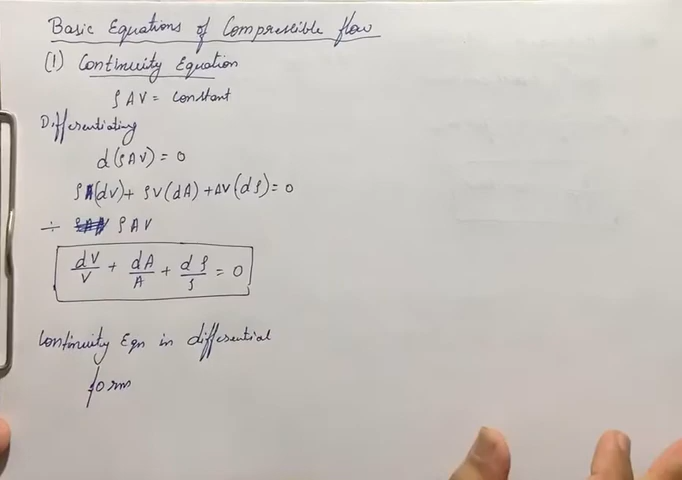 Basic Equations of Compressible flow
(1) Continuity Equation
ρAV = constant
Differentiating
d(ρAV) = 0
ρA(dV) + ρV(dA) + AV(dρ) = 0
÷ ρAV
dV/V + dA/A + dρ/ρ = 0
Continuity Eqn in differential
form